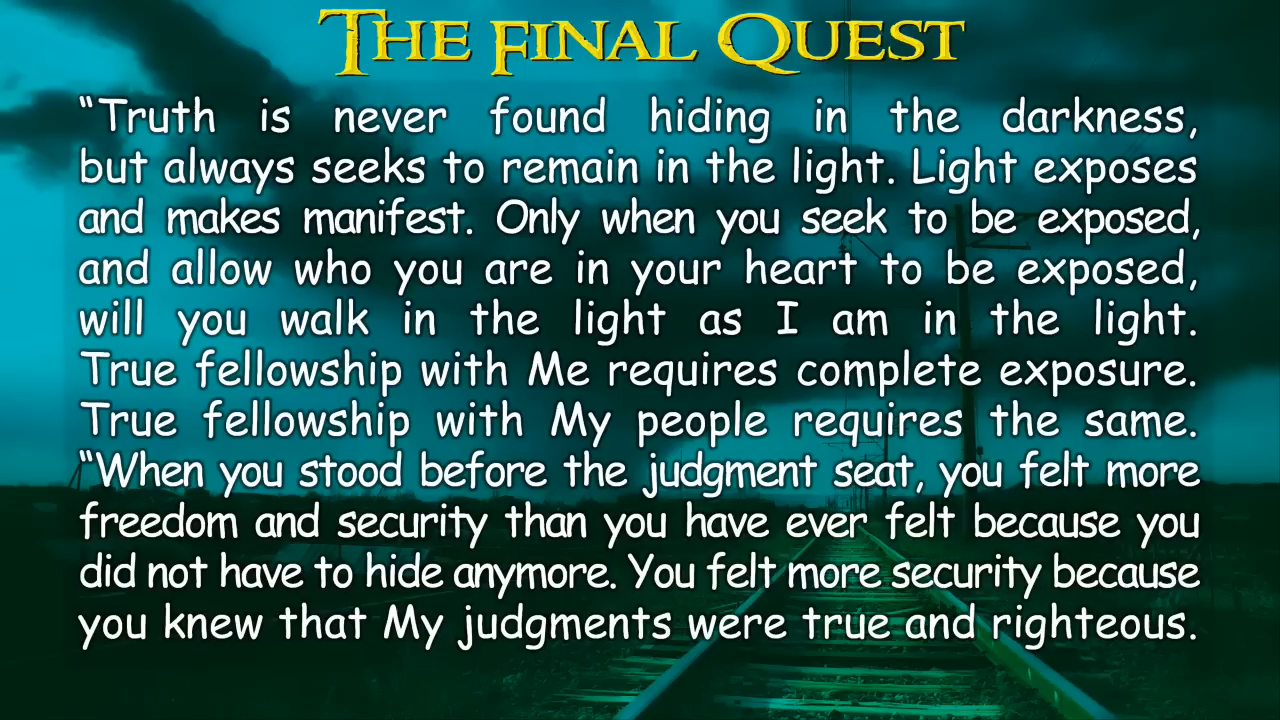 THE FINAL QUEST
“Truth is never found hiding in the darkness,
but always seeks to remain in the light. Light exposes
and makes manifest. Only when you seek to be exposed,
and allow who you are in your heart to be exposed,
will you walk in the light as I am in the light.
True fellowship with Me requires complete exposure.
True fellowship with My people requires the same.
“When you stood before the judgment seat, you felt more
freedom and security than you have ever felt because you
did not have to hide anymore. You felt more security because
you knew that My judgments were true and righteous.